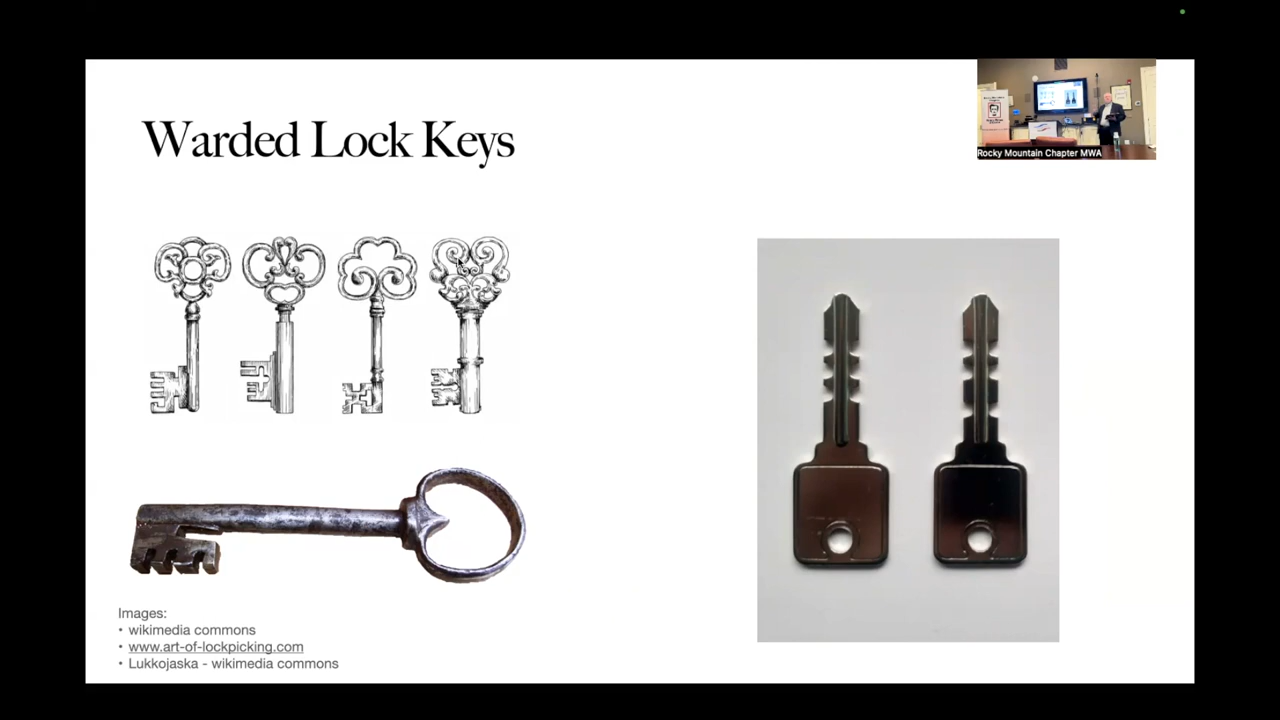 Warded Lock Keys
Rocky Mountain Chapter MWA
Images:
• wikimedia commons
• www.art-of-lockpicking.com
• Lukkojaska - wikimedia commons